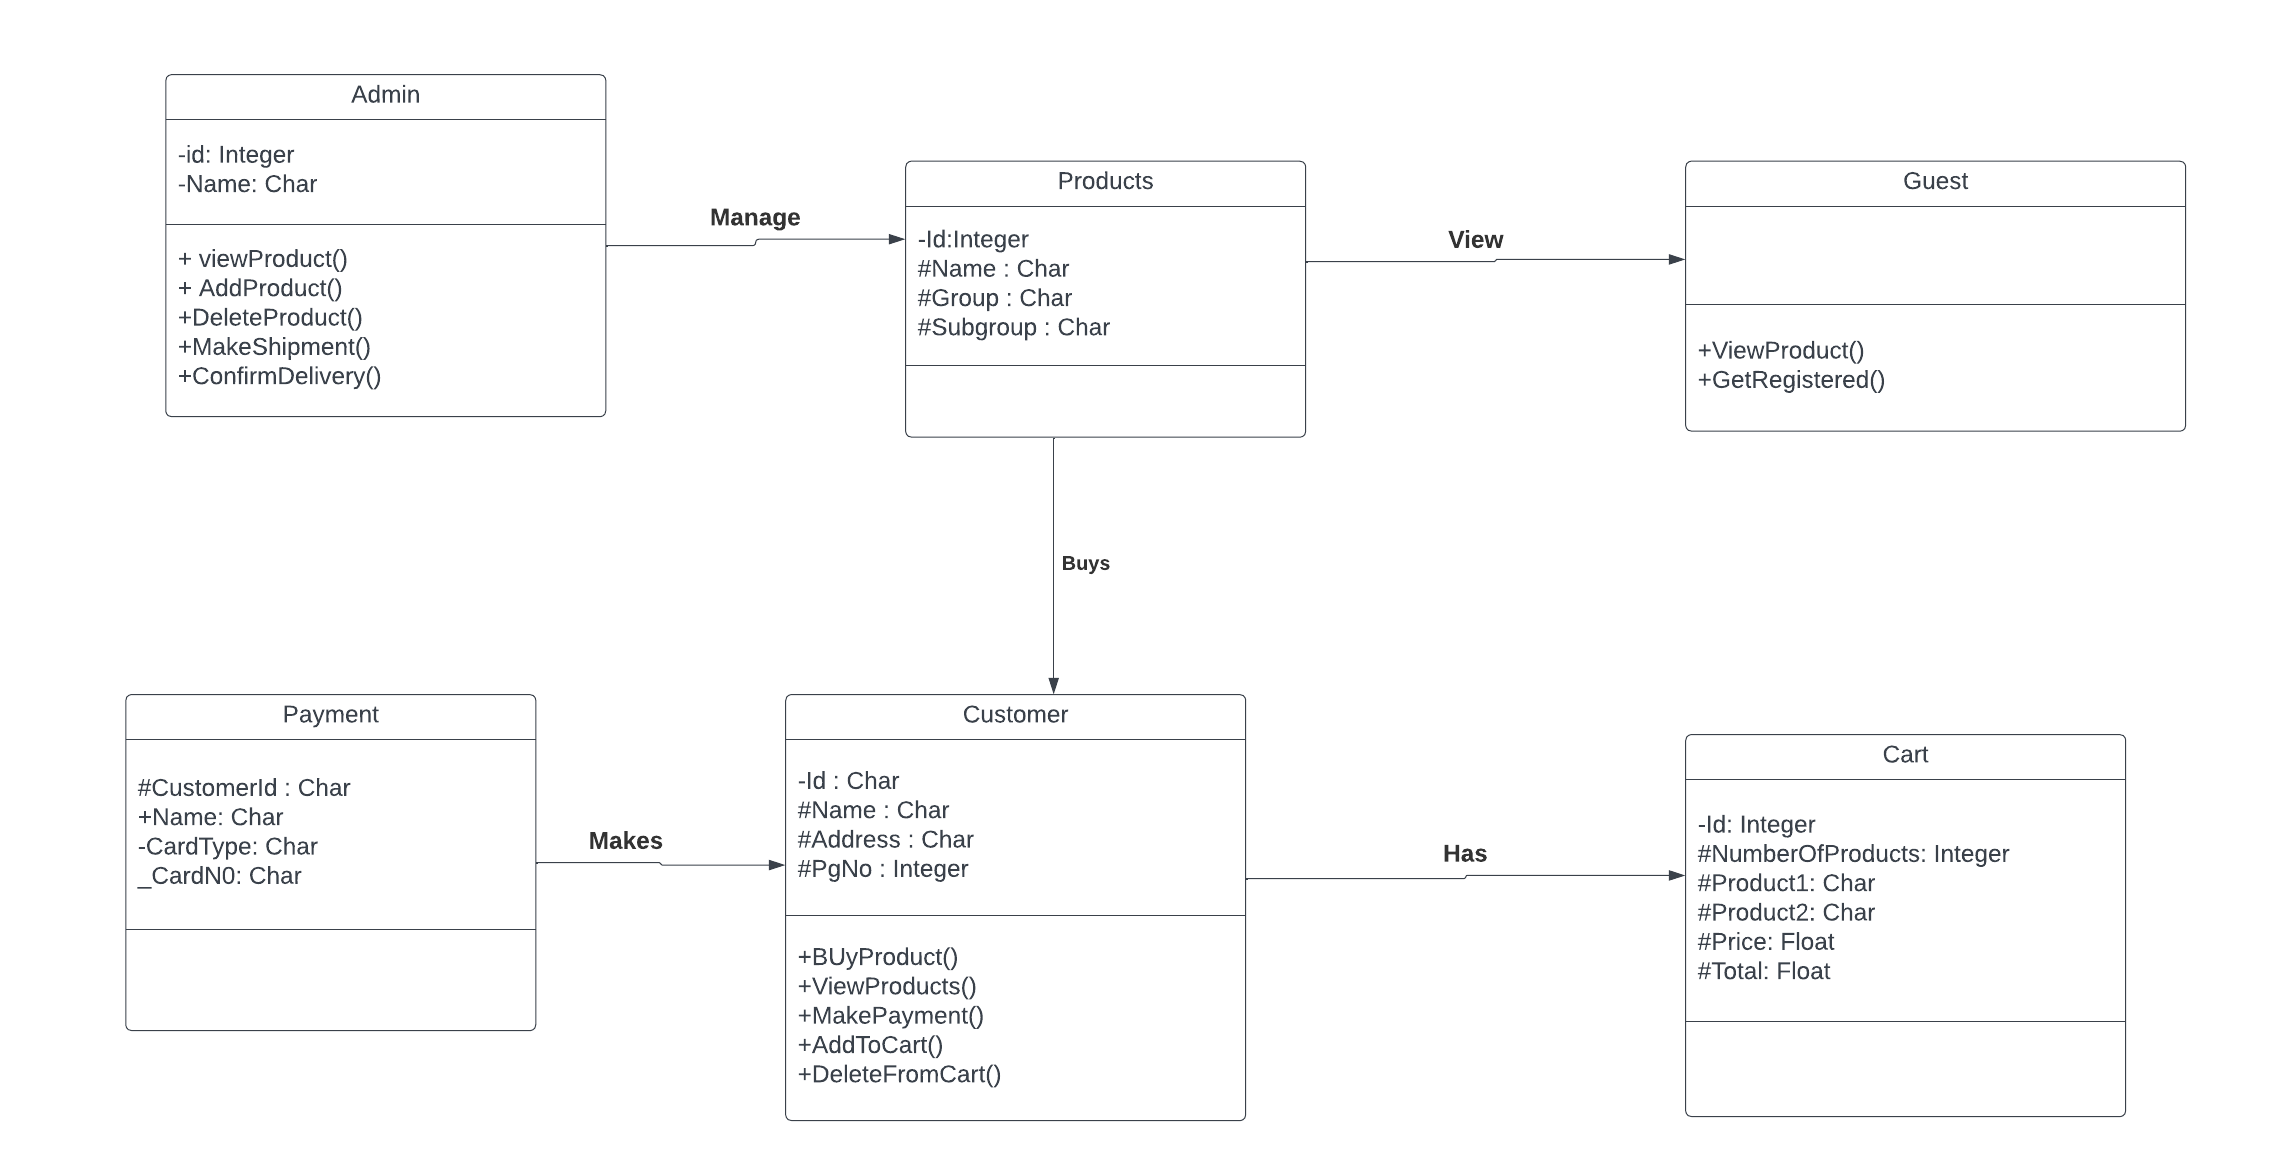 Admin
-id: Integer
-Name: Char
+ viewProduct()
+ AddProduct()
+DeleteProduct()
+MakeShipment()
+ConfirmDelivery()
Manage
Products
-Id:Integer
#Name : Char
#Group : Char
#Subgroup : Char
View
Guest
+ViewProduct()
+GetRegistered()
Buys
Payment
#CustomerId : Char
+Name: Char
-CardType: Char
_CardN0: Char
Makes
Customer
-Id : Char
#Name : Char
#Address : Char
#PgNo : Integer
+BUyProduct()
+ViewProducts()
+MakePayment()
+AddToCart()
+DeleteFromCart()
Has
Cart
-Id: Integer
#NumberOfProducts: Integer
#Product1: Char
#Product2: Char
#Price: Float
#Total: Float